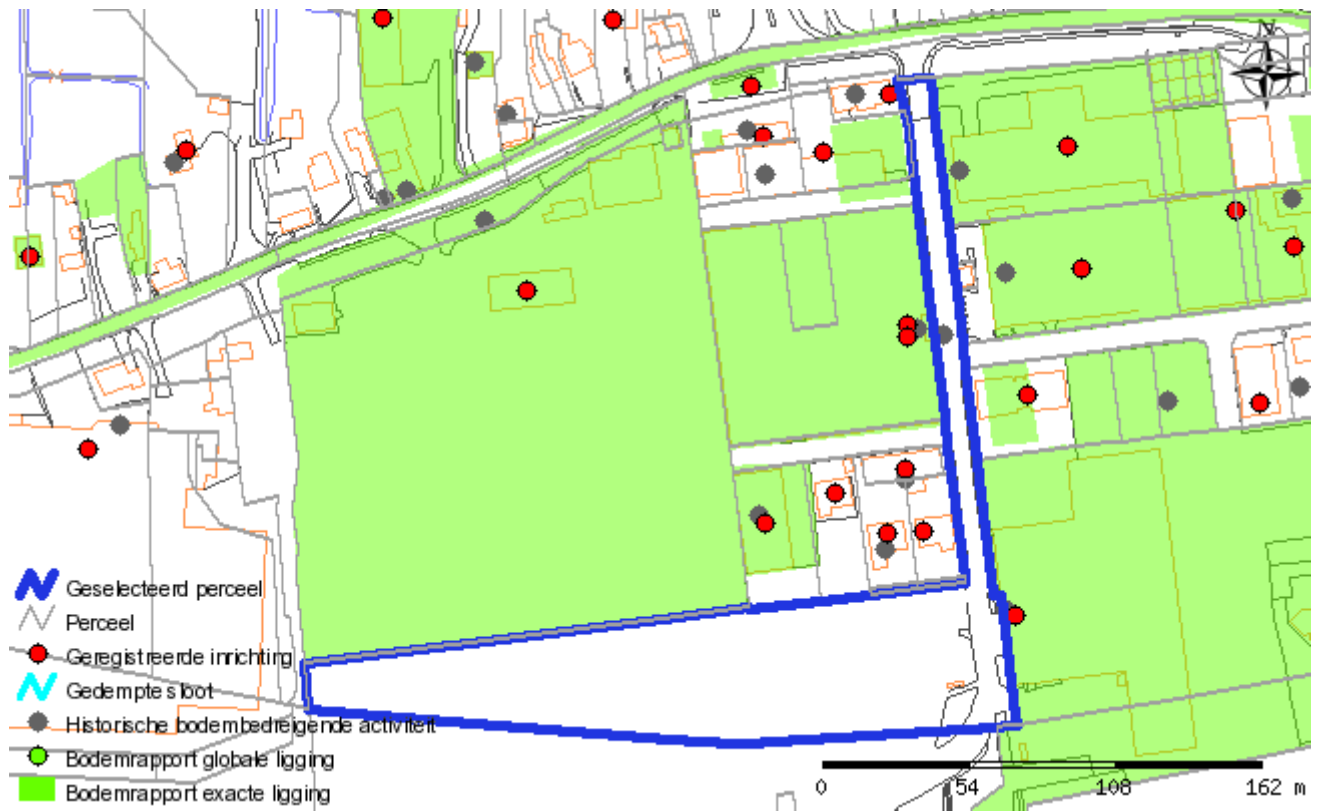 Geselecteerd perceel
Perceel
Geregistreerde inrichting
Gedempte sloot
Historische bodembedreigende activiteit
Bodemrapport globale ligging
Bodemrapport exacte ligging
0 54 108 162 m